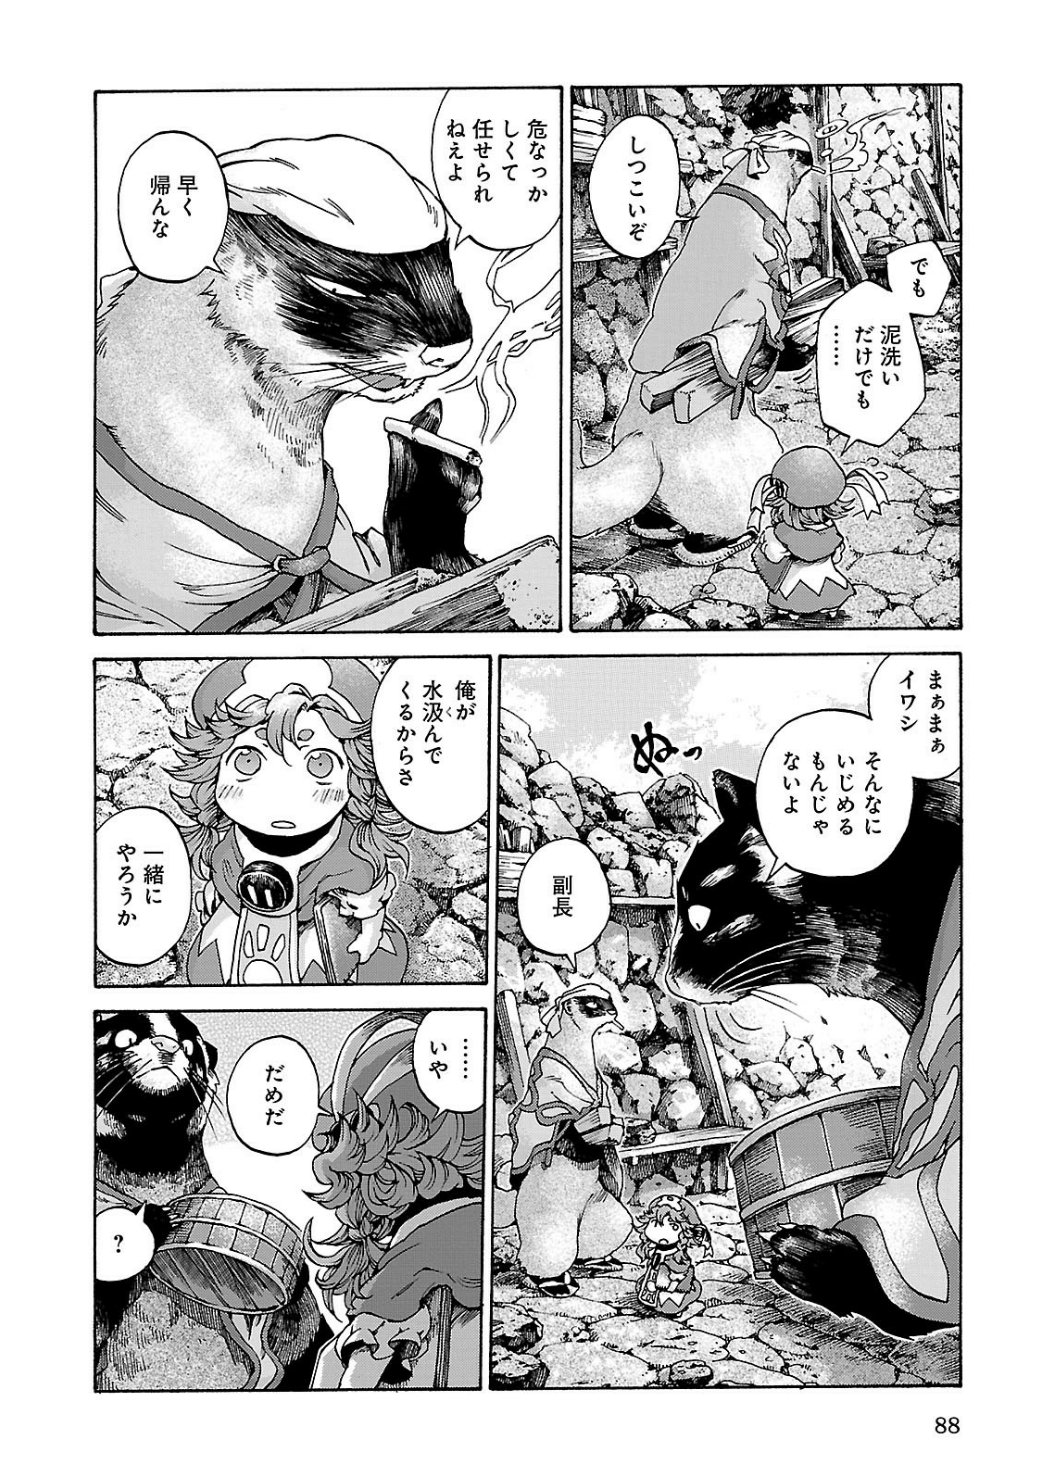 しつこいぞ
でも
泥洗い
だけでも
……
危なっか
しくて
任せられ
ねえよ
早く
帰んな
まぁまぁ
イワシ
そんなに
いじめる
もんじゃ
ないよ
ぬっ
副長
俺が
水汲んで
く
くるからさ
一緒に
やろうか
……
いや
だめだ
？
88